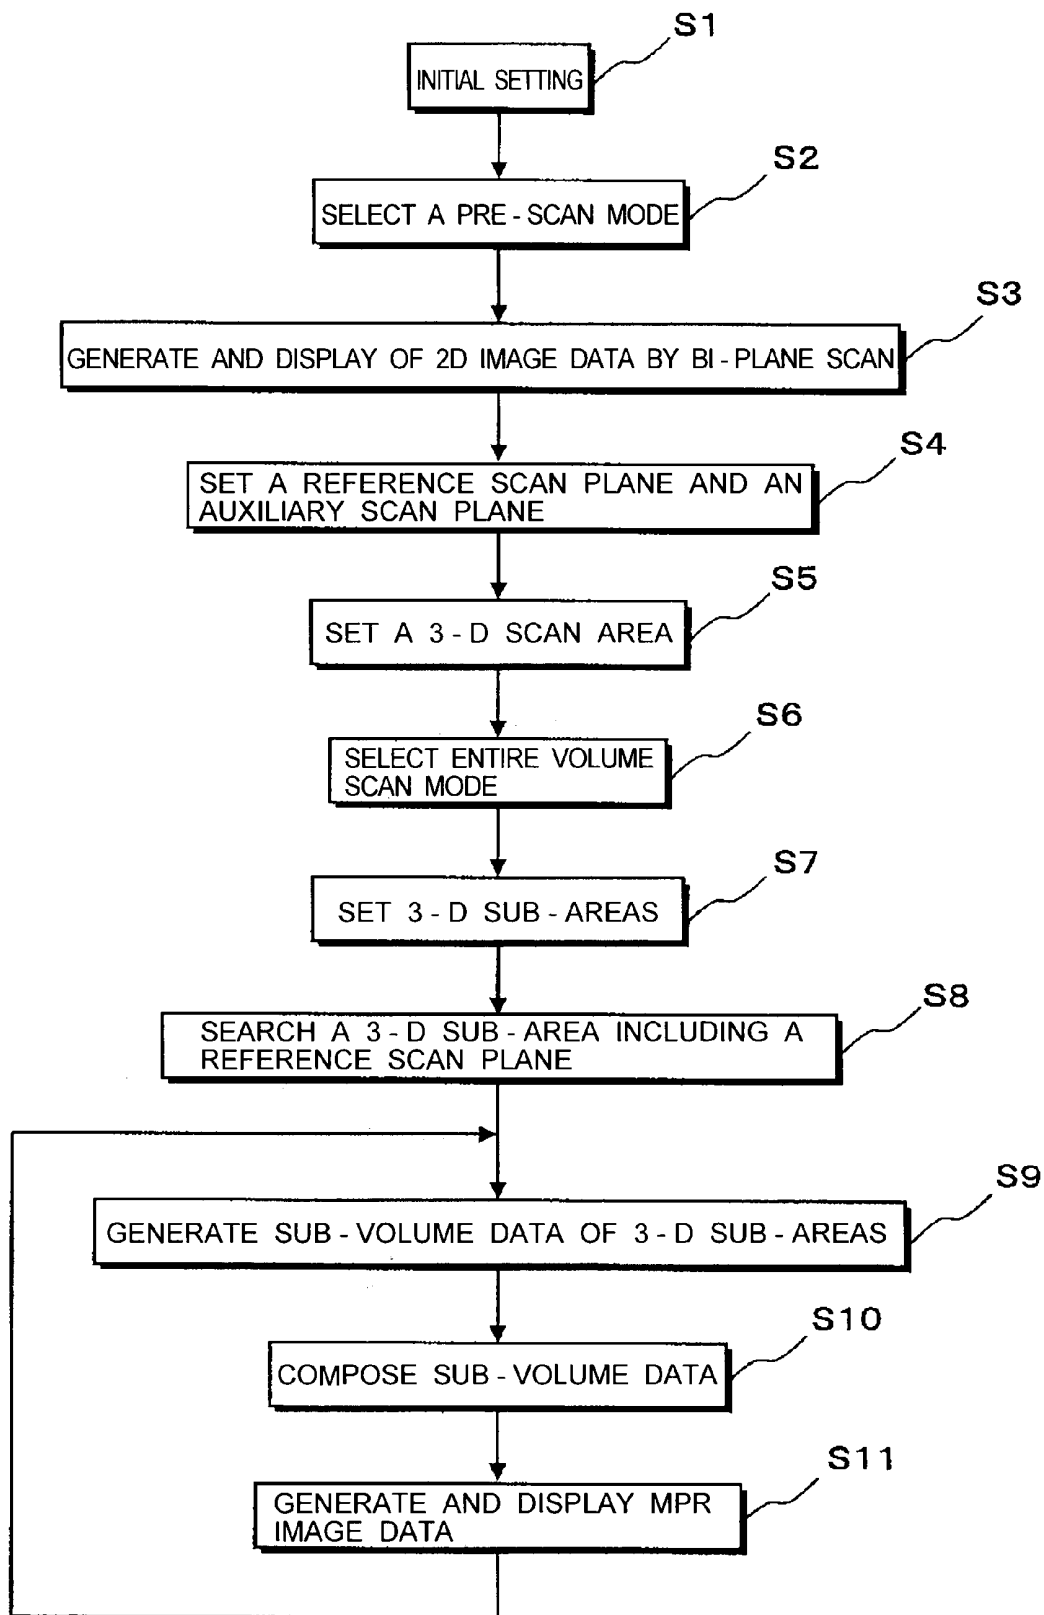 S1
INITIAL SETTING
S2
SELECT A PRE-SCAN MODE
S3
GENERATE AND DISPLAY OF 2D IMAGE DATA BY BI-PLANE SCAN
S4
SET A REFERENCE SCAN PLANE AND AN
AUXILIARY SCAN PLANE
S5
SET A 3-D SCAN AREA
S6
SELECT ENTIRE VOLUME
SCAN MODE
S7
SET 3-D SUB-AREAS
S8
SEARCH A 3-D SUB-AREA INCLUDING A
REFERENCE SCAN PLANE
S9
GENERATE SUB-VOLUME DATA OF 3-D SUB-AREAS
S10
COMPOSE SUB-VOLUME DATA
S11
GENERATE AND DISPLAY MPR
IMAGE DATA